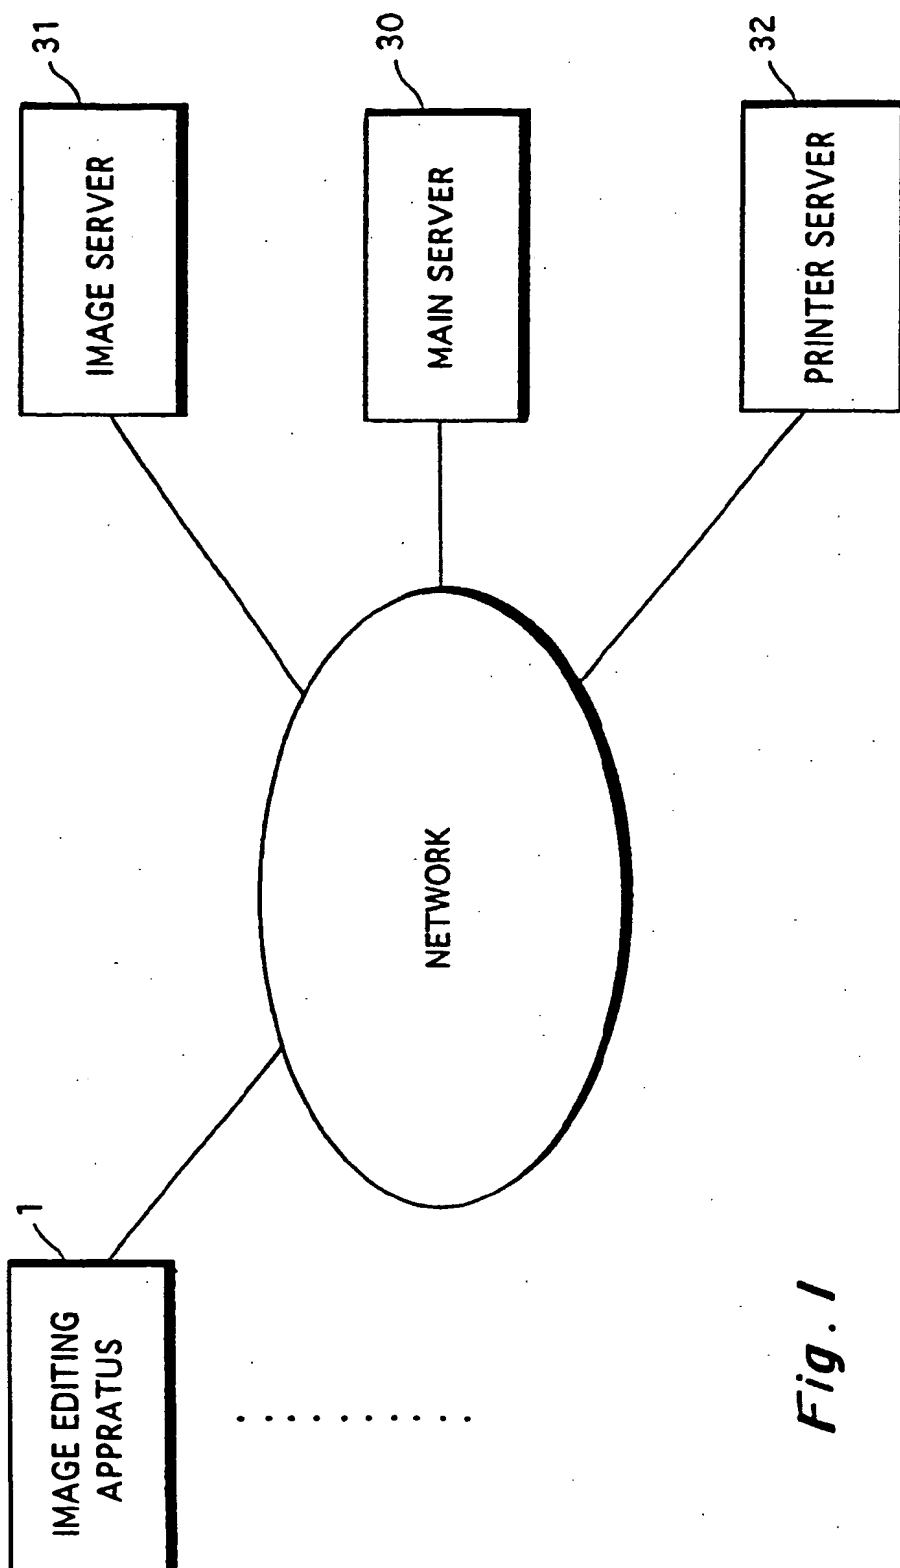 1
IMAGE EDITING
APPRATUS
NETWORK
31
IMAGE SERVER
30
MAIN SERVER
32
PRINTER SERVER
Fig. 1